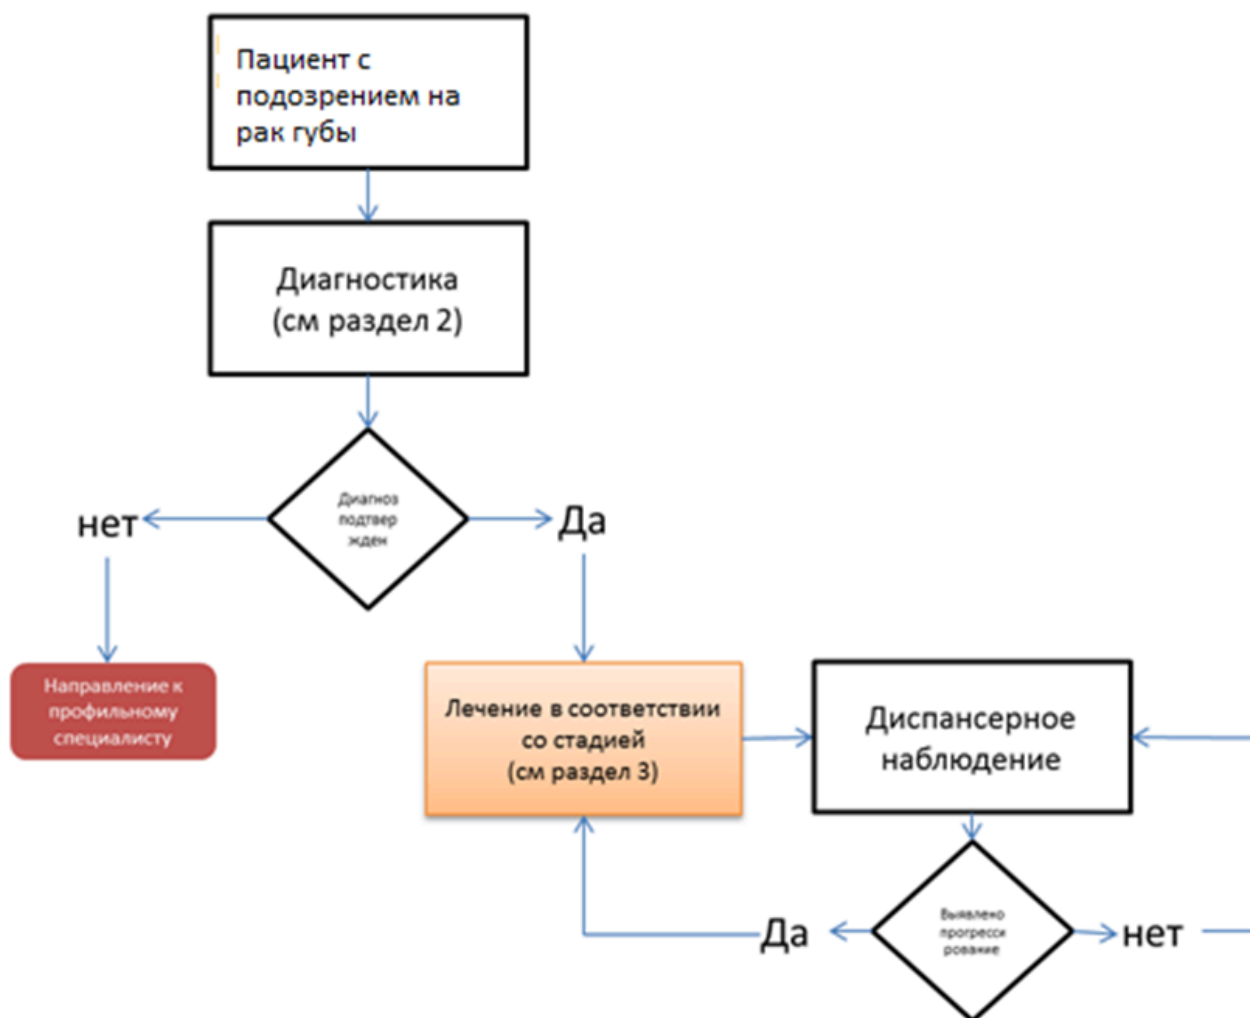 Пациент с
подозрением на
рак губы
Диагностика
(см раздел 2)
Диагноз
подтвер
жден
нет
Да
Направление к
профильному
специалисту
Лечение в соответствии
со стадией
(см раздел 3)
Диспансерное
наблюдение
Выявлено
прогресси
рование
Да
нет